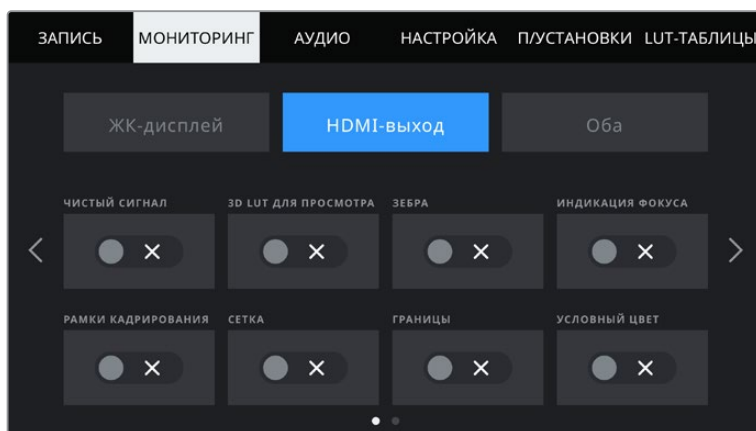 ЗАПИСЬ МОНИТОРИНГ АУДИО НАСТРОЙКА П/УСТАНОВКИ LUT-ТАБЛИЦЫ
ЖК-дисплей HDMI-выход Оба
ЧИСТЫЙ СИГНАЛ 3D LUT ДЛЯ ПРОСМОТРА ЗЕБРА ИНДИКАЦИЯ ФОКУСА
РАМКИ КАДРИРОВАНИЯ СЕТКА ГРАНИЦЫ УСЛОВНЫЙ ЦВЕТ